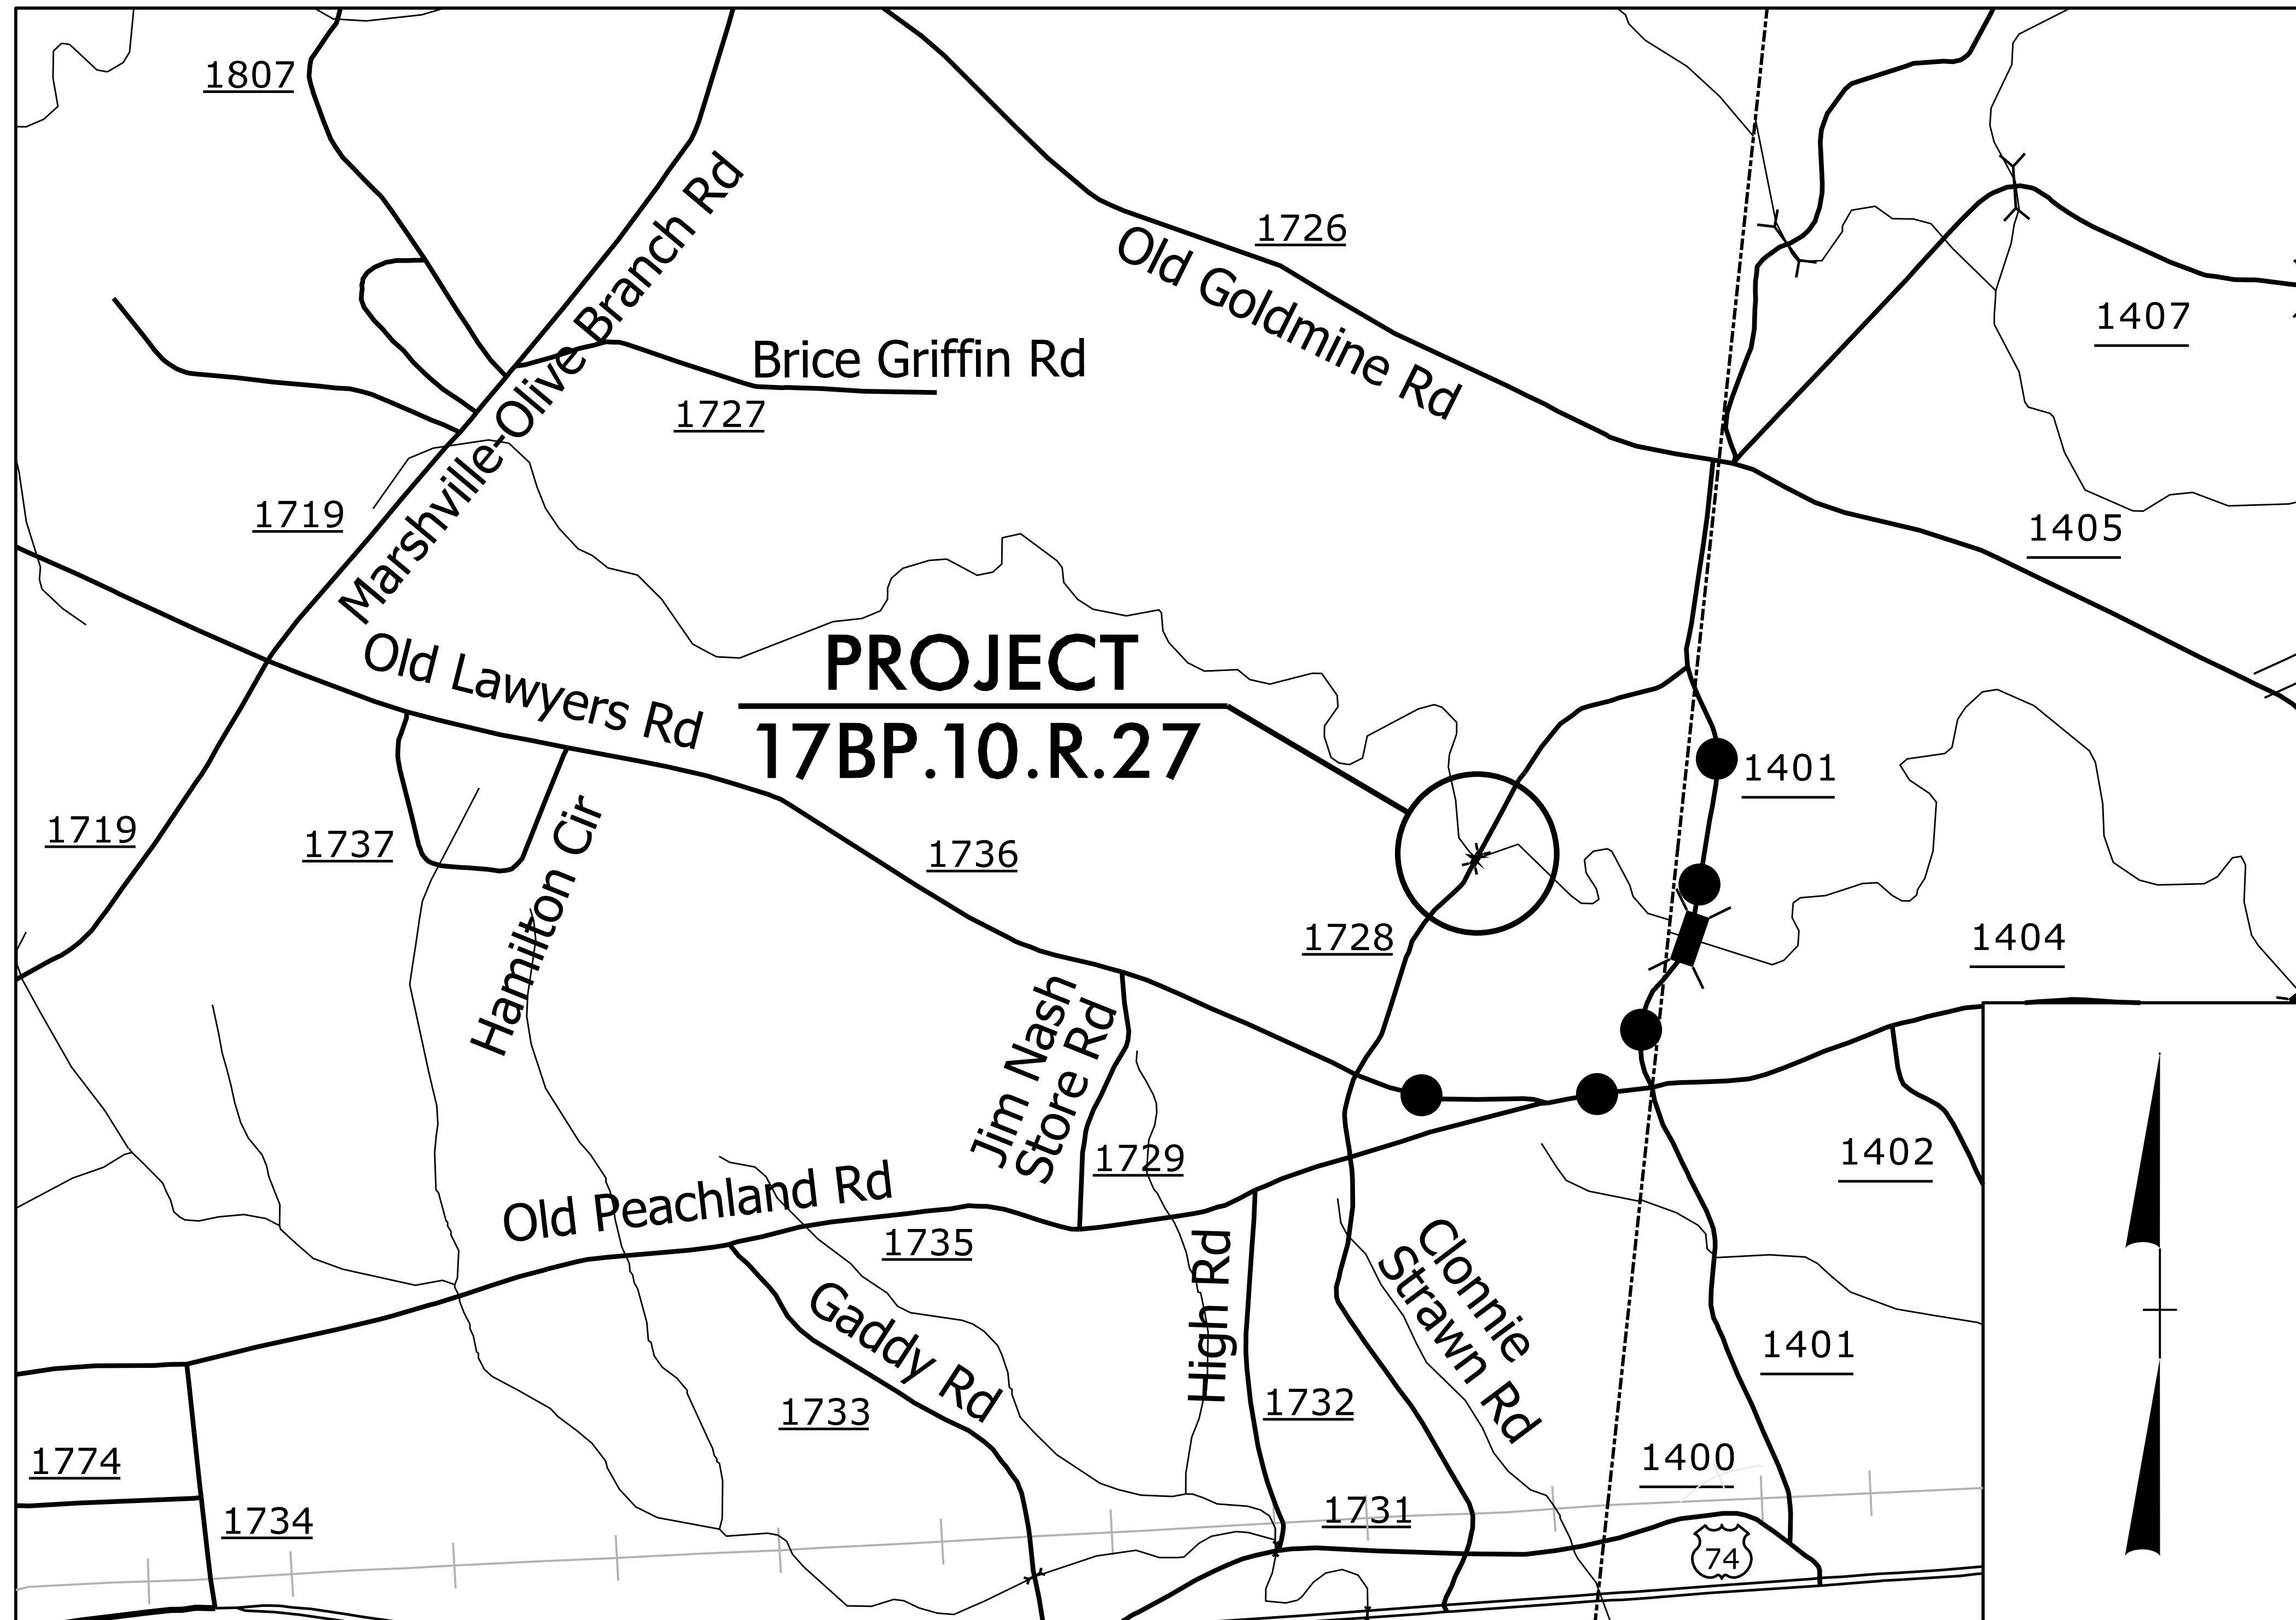 1807
Marshville-Olive Branch Rd
1726
Old Goldmine Rd
1407
Brice Griffin Rd
1727
1719
1405
Old Lawyers Rd
PROJECT
17BP.10.R.27
1401
1719
1737
Hamilton Cir
1736
1728
1404
Jim Nash
Store Rd
1729
1402
Old Peachland Rd
1735
High Rd
Clonnie
Strawn Rd
Gaddy Rd
1401
1733
1732
1774
1400
1734
1731
74